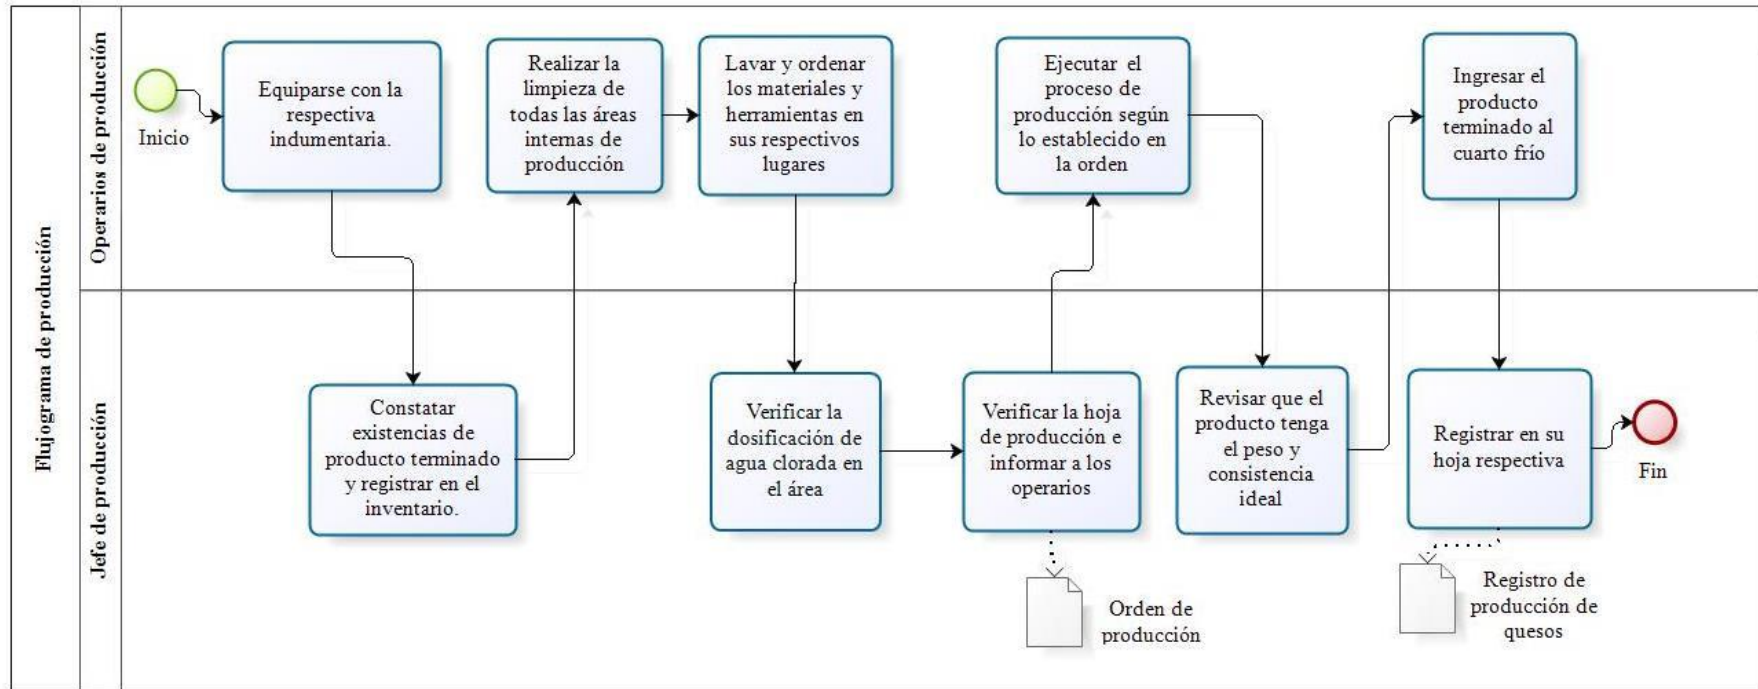 Flujograma de producción
Operarios de producción
Inicio
Equiparse con la
respectiva
indumentaria.
Realizar la
limpieza de
todas las áreas
internas de
producción
Lavar y ordenar
los materiales y
herramientas en
sus respectivos
lugares
Ejecutar el
proceso de
producción según
lo establecido en
la orden
Ingresar el
producto
terminado al
cuarto frío
Jefe de producción
Constatar
existencias de
producto terminado
y registrar en el
inventario.
Verificar la
dosificación de
agua clorada en
el área
Verificar la hoja
de producción e
informar a los
operarios
Revisar que el
producto tenga
el peso y
consistencia
ideal
Registrar en su
hoja respectiva
Fin
Orden de
producción
Registro de
producción de
quesos